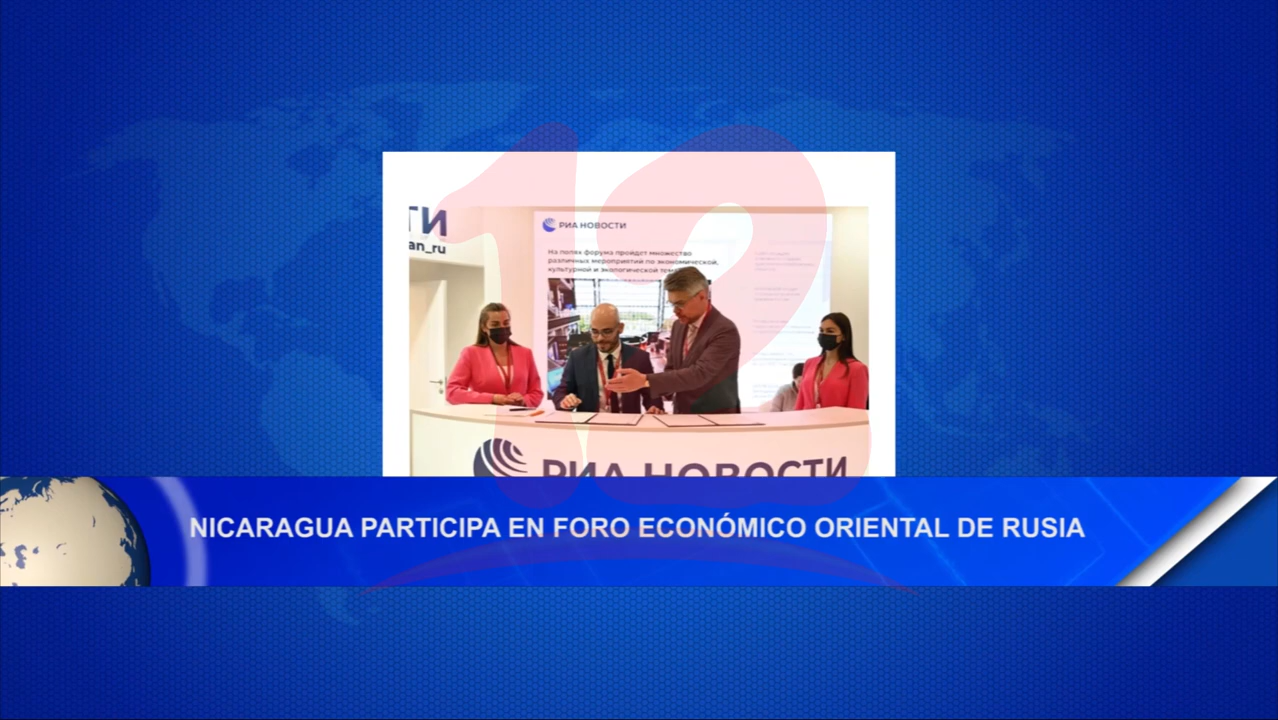 ТИ
an_ru
РИА НОВОСТИ
На полях форума пройдет множество
различных мероприятий по экономической,
культурной и экологической
РИА НОВОСТИ
12
NICARAGUA PARTICIPA EN FORO ECONÓMICO ORIENTAL DE RUSIA